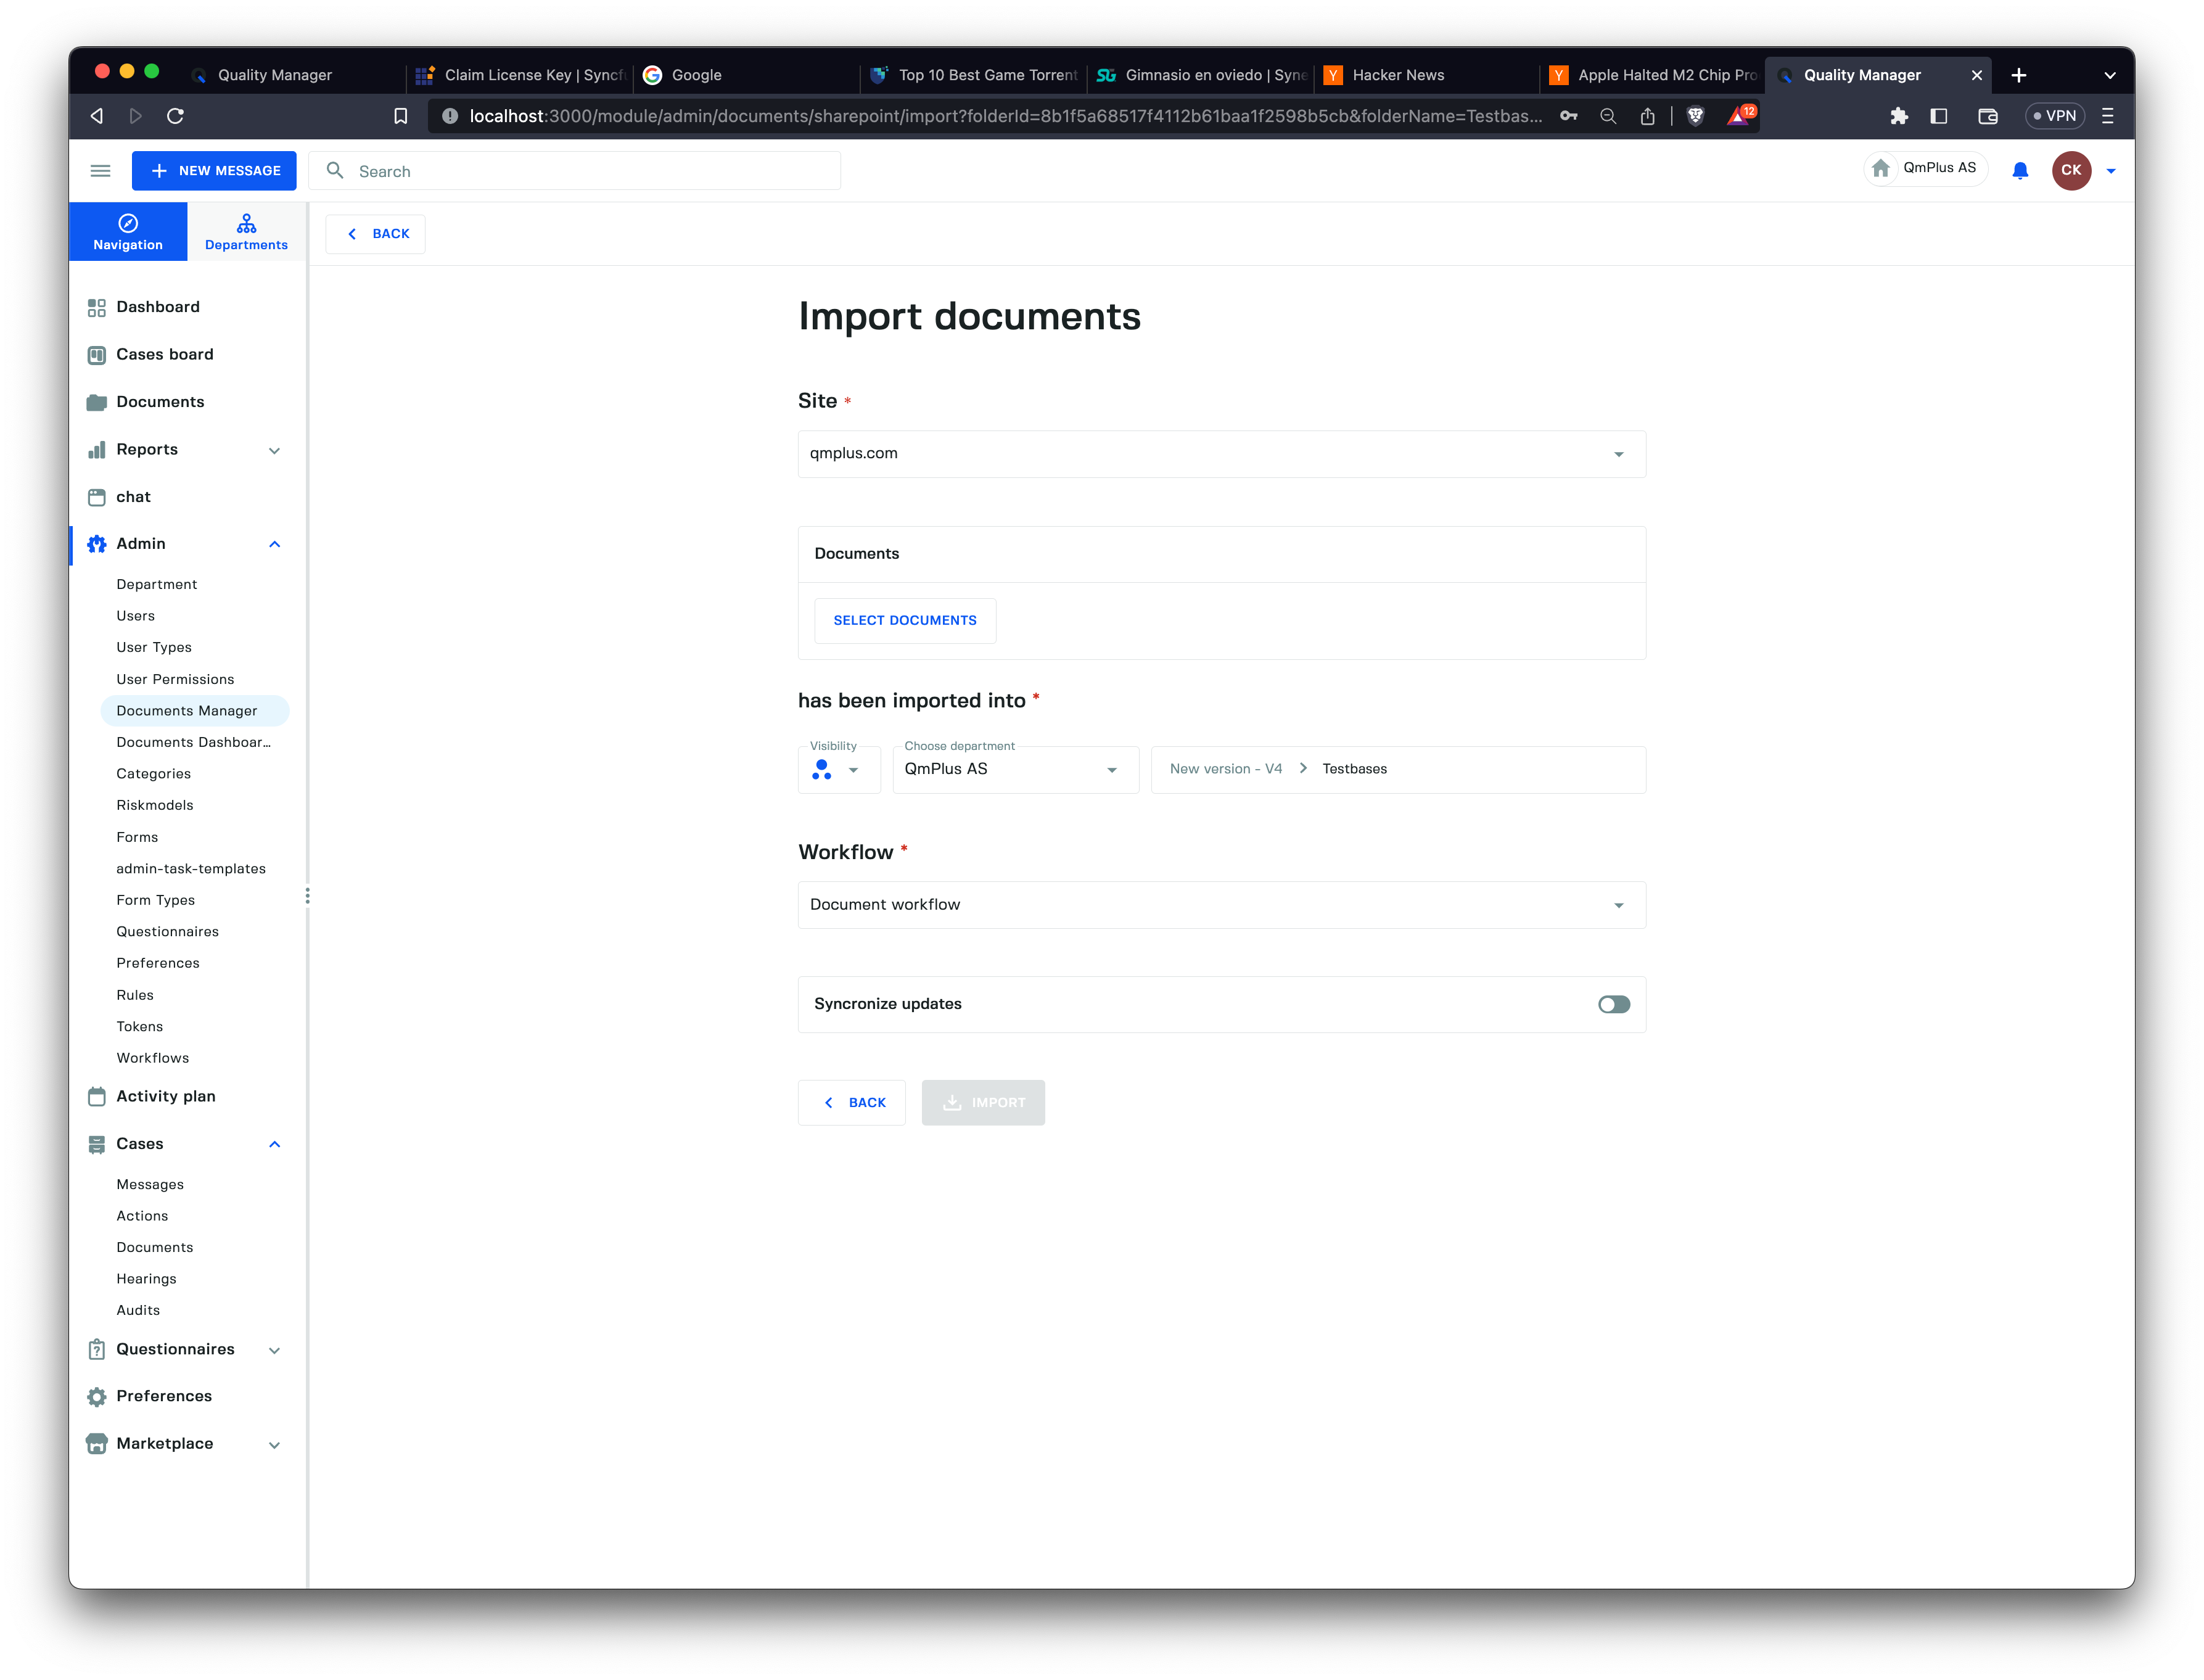 Quality Manager
Claim License Key | Syncf
Google
Top 10 Best Game Torrent
Gimnasio en oviedo | Syne
Hacker News
Apple Halted M2 Chip Pro
Quality Manager
localhost:3000/module/admin/documents/sharepoint/import?folderId=8b1f5a68517f4112b61baa1f2598b5cb&folderName=Testbas...
12
VPN
NEW MESSAGE
Search
QmPlus AS
CK
Navigation
Departments
BACK
Dashboard
Cases board
Documents
Reports
chat
Admin
Department
Users
User Types
User Permissions
Documents Manager
Documents Dashboar...
Categories
Riskmodels
Forms
admin-task-templates
Form Types
Questionnaires
Preferences
Rules
Tokens
Workflows
Activity plan
Cases
Messages
Actions
Documents
Hearings
Audits
Questionnaires
Preferences
Marketplace
Import documents
Site *
qmplus.com
Documents
SELECT DOCUMENTS
has been imported into *
Visibility
Choose department
QmPlus AS
New version - V4 > Testbases
Workflow *
Document workflow
Syncronize updates
BACK
IMPORT